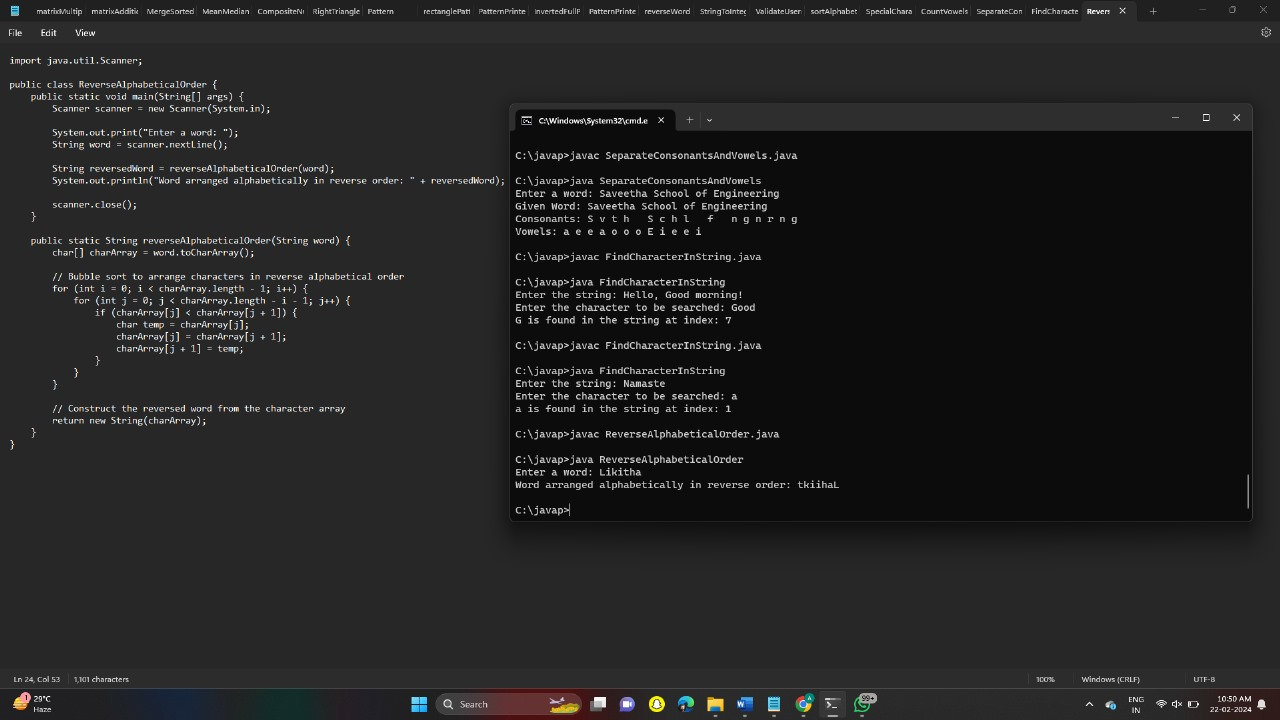 matrixMultip matrixAdditic MergeSorted MeanMedian CompositeNu RightTriangle Pattern rectanglePatt PatternPrinte InvertedFullF PatternPrinte reverseWord StringToInteg ValidateUser sortAlphabet SpecialChara CountVowels SeparateCon FindCharacte Revers
File Edit View
import java.util.Scanner;
public class ReverseAlphabeticalOrder {
public static void main(String[] args) {
Scanner scanner = new Scanner(System.in);
System.out.print("Enter a word: ");
String word = scanner.nextLine();
String reversedWord = reverseAlphabeticalOrder(word);
System.out.println("Word arranged alphabetically in reverse order: " + reversedWord);
scanner.close();
}
public static String reverseAlphabeticalOrder(String word) {
char[] charArray = word.toCharArray();
// Bubble sort to arrange characters in reverse alphabetical order
for (int i = 0; i < charArray.length - 1; i++) {
for (int j = 0; j < charArray.length - i - 1; j++) {
if (charArray[j] < charArray[j + 1]) {
char temp = charArray[j];
charArray[j] = charArray[j + 1];
charArray[j + 1] = temp;
}
}
}
// Construct the reversed word from the character array
return new String(charArray);
}
}
C:\Windows\System32\cmd.e
C:\javap>javac SeparateConsonantsAndVowels.java
C:\javap>java SeparateConsonantsAndVowels
Enter a word: Saveetha School of Engineering
Given Word: Saveetha School of Engineering
Consonants: S v t h   S c h l   f   n g n r n g
Vowels: a e e a o o o E i e e i
C:\javap>javac FindCharacterInString.java
C:\javap>java FindCharacterInString
Enter the string: Hello, Good morning!
Enter the character to be searched: Good
G is found in the string at index: 7
C:\javap>javac FindCharacterInString.java
C:\javap>java FindCharacterInString
Enter the string: Namaste
Enter the character to be searched: a
a is found in the string at index: 1
C:\javap>javac ReverseAlphabeticalOrder.java
C:\javap>java ReverseAlphabeticalOrder
Enter a word: Likitha
Word arranged alphabetically in reverse order: tkiihaL
C:\javap>
Ln 24, Col 53 1,101 characters 100% Windows (CRLF) UTF-8
1 29°C
Haze
Search
99+
ENG
IN
10:50 AM
22-02-2024